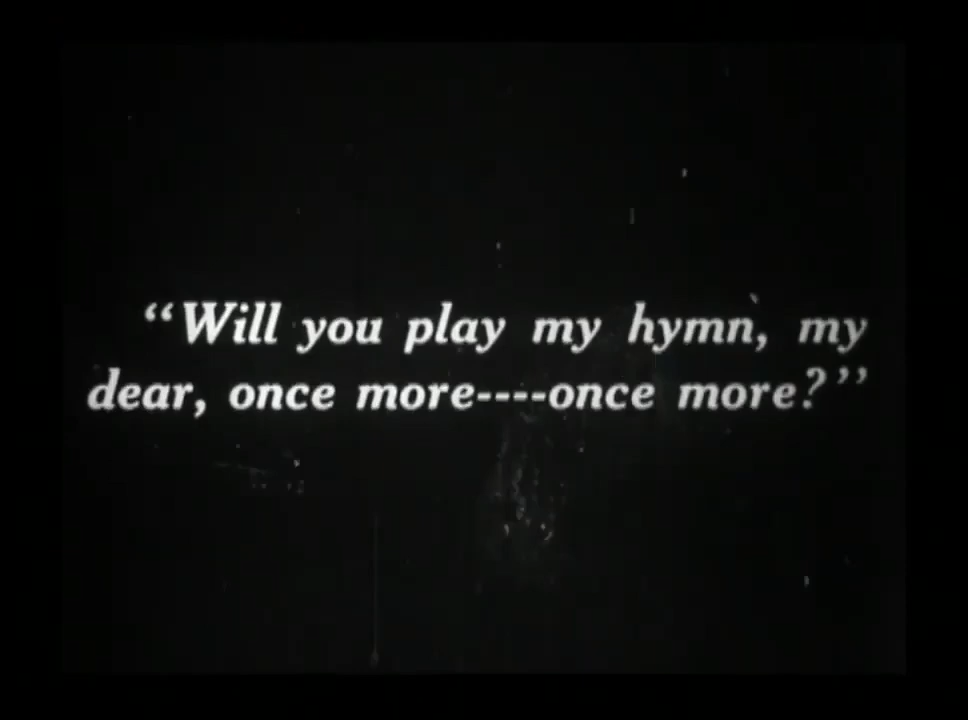 “Will you play my hymn, my
dear, once more----once more?”